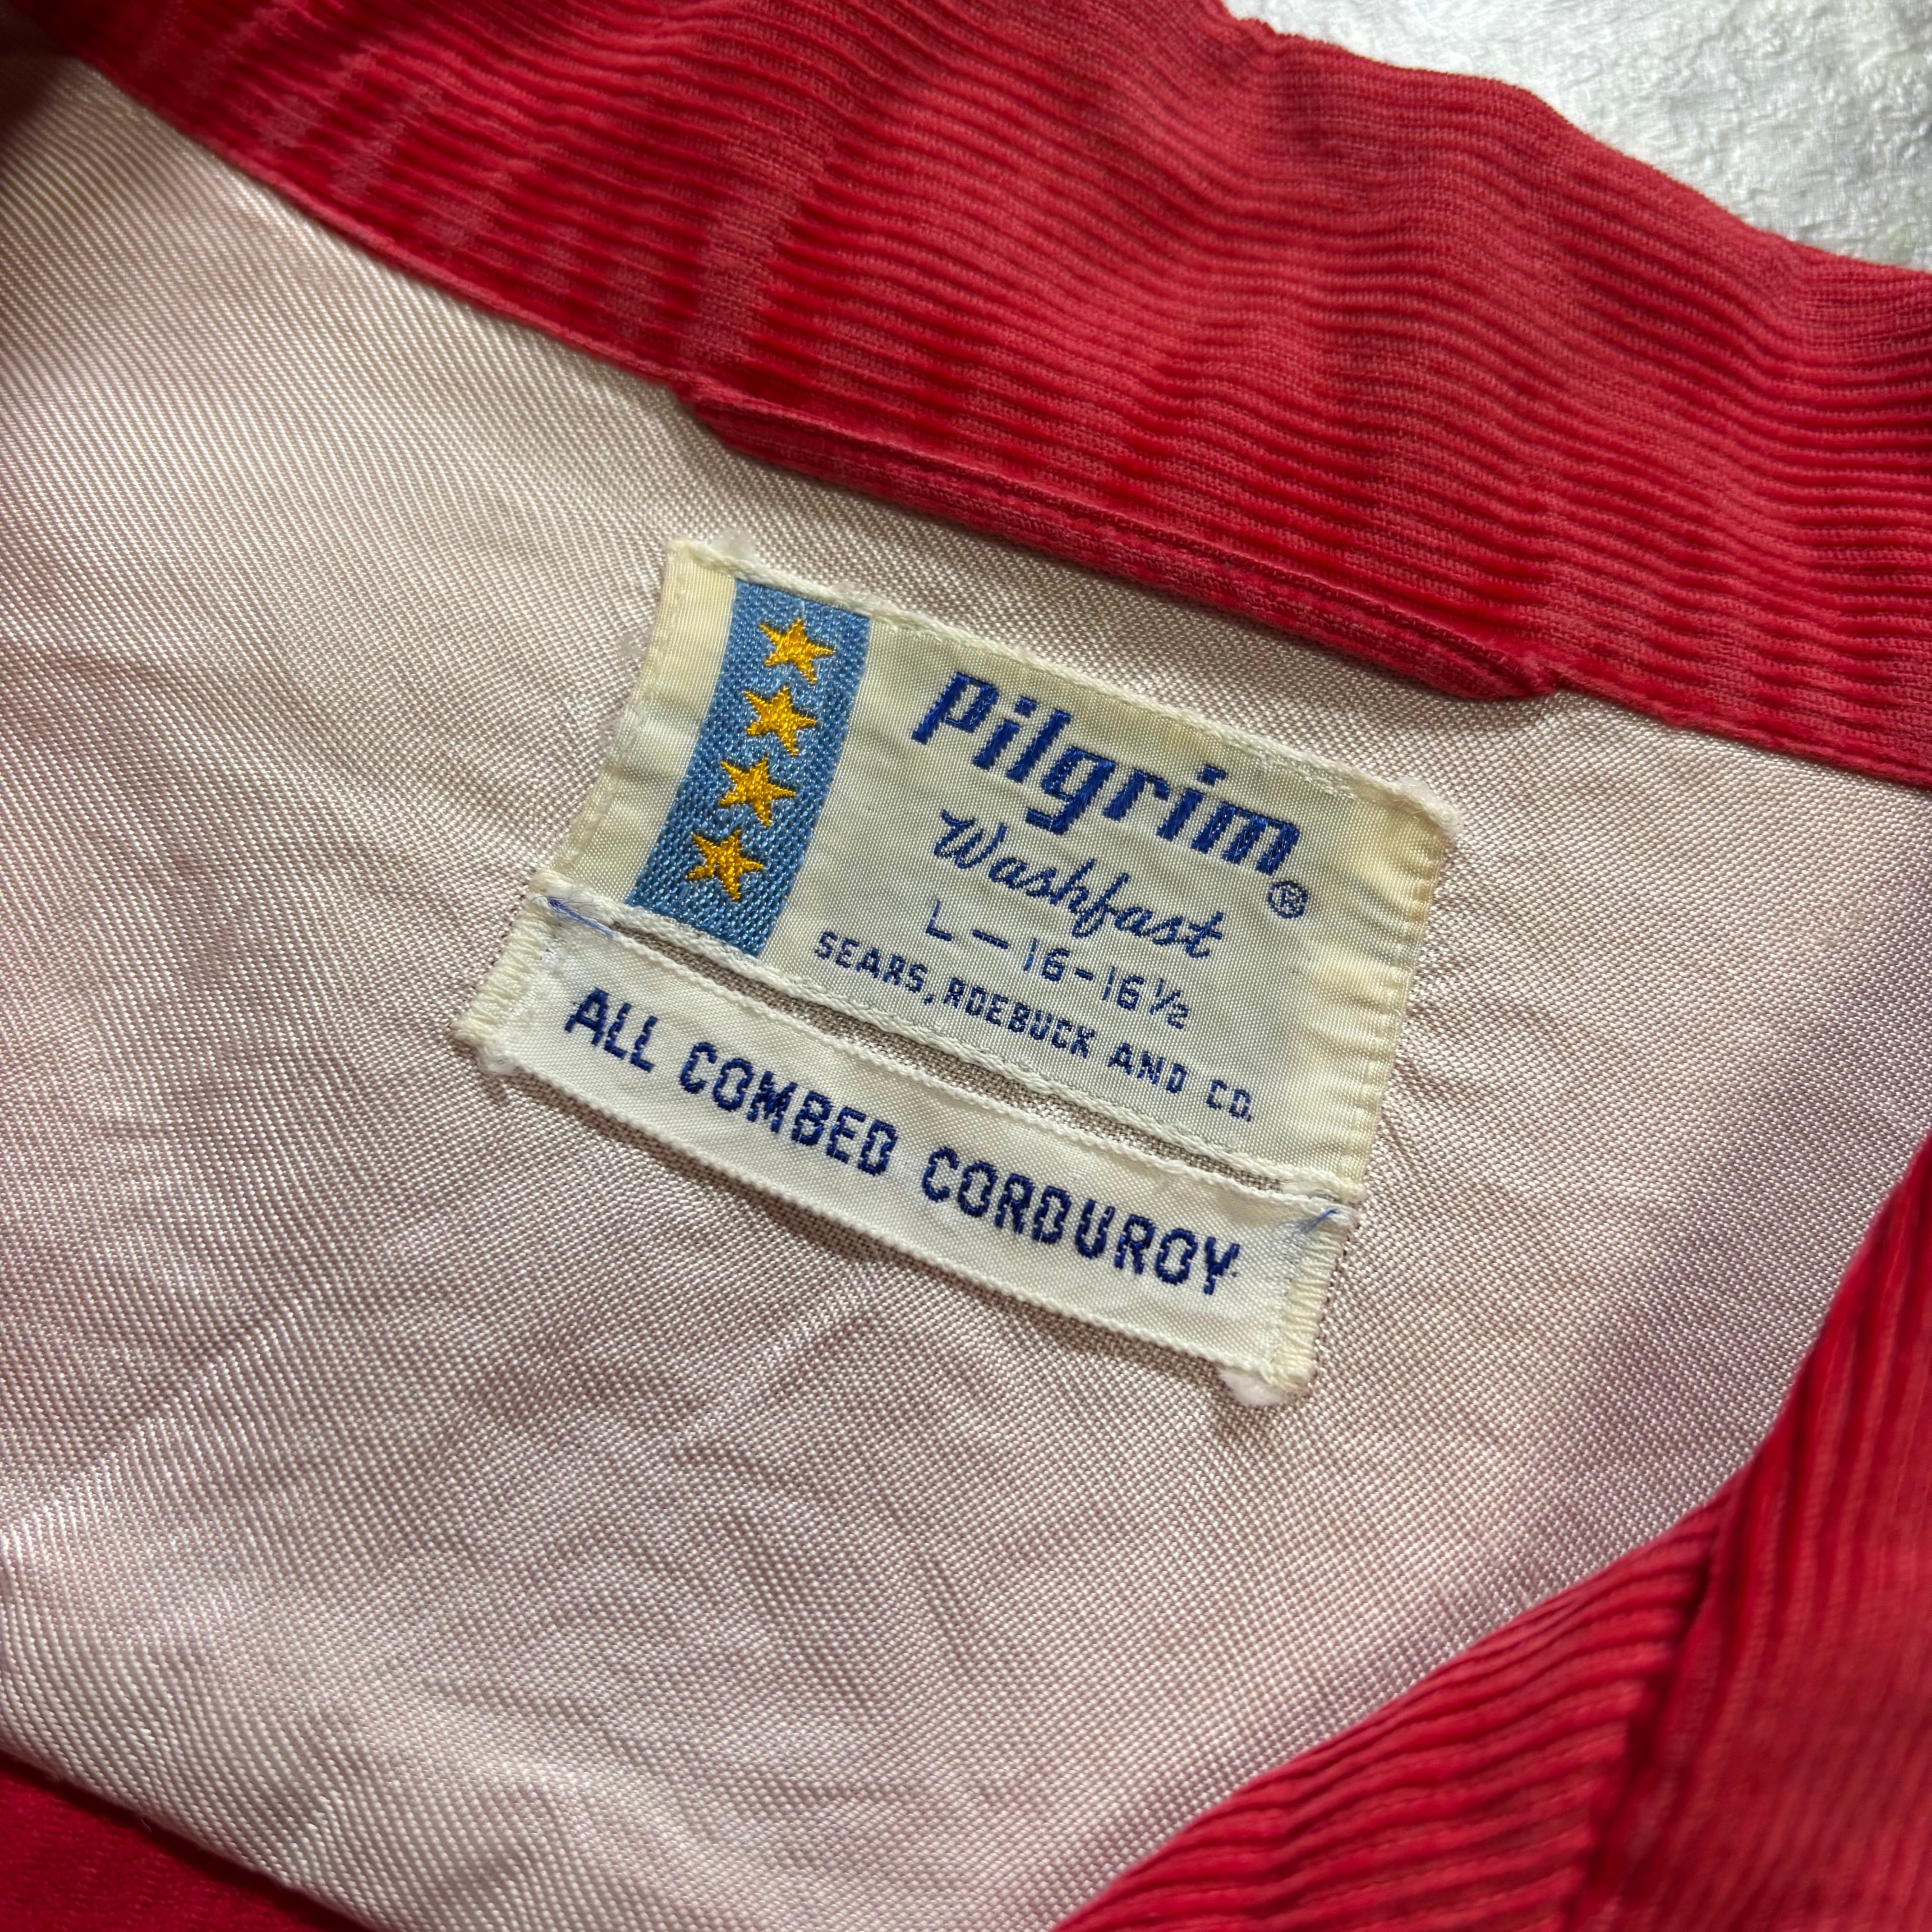 Pilgrim®
Washfast
L-16-16½
SEARS, ROEBUCK AND CO.
ALL COMBED CORDUROY